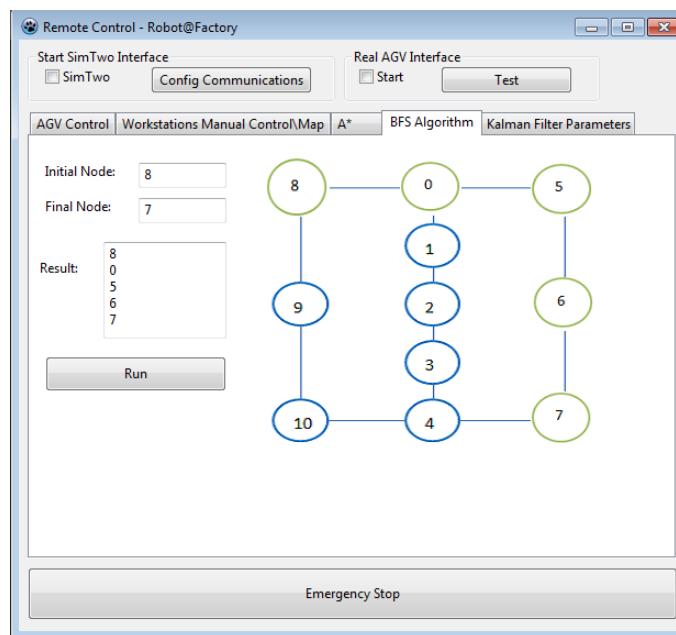 Remote Control - Robot@Factory
Start SimTwo Interface
SimTwo
Config Communications
Real AGV Interface
Start
Test
AGV Control
Workstations Manual Control\Map
A*
BFS Algorithm
Kalman Filter Parameters
Initial Node:
8
Final Node:
7
Result:
8
0
5
6
7
Run
8
0
5
1
9
2
6
3
10
4
7
Emergency Stop